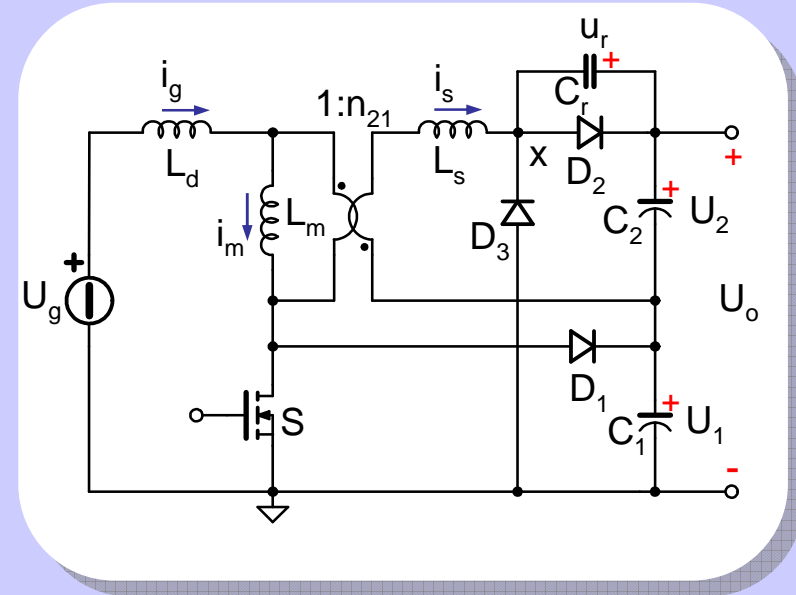 u_r
+
i_g
i_s
1:n_21
C_r
L_d
L_s
x
D_2
+
+
i_m
L_m
D_3
C_2
U_2
+
U_g
U_o
D_1
+
S
C_1
U_1
-